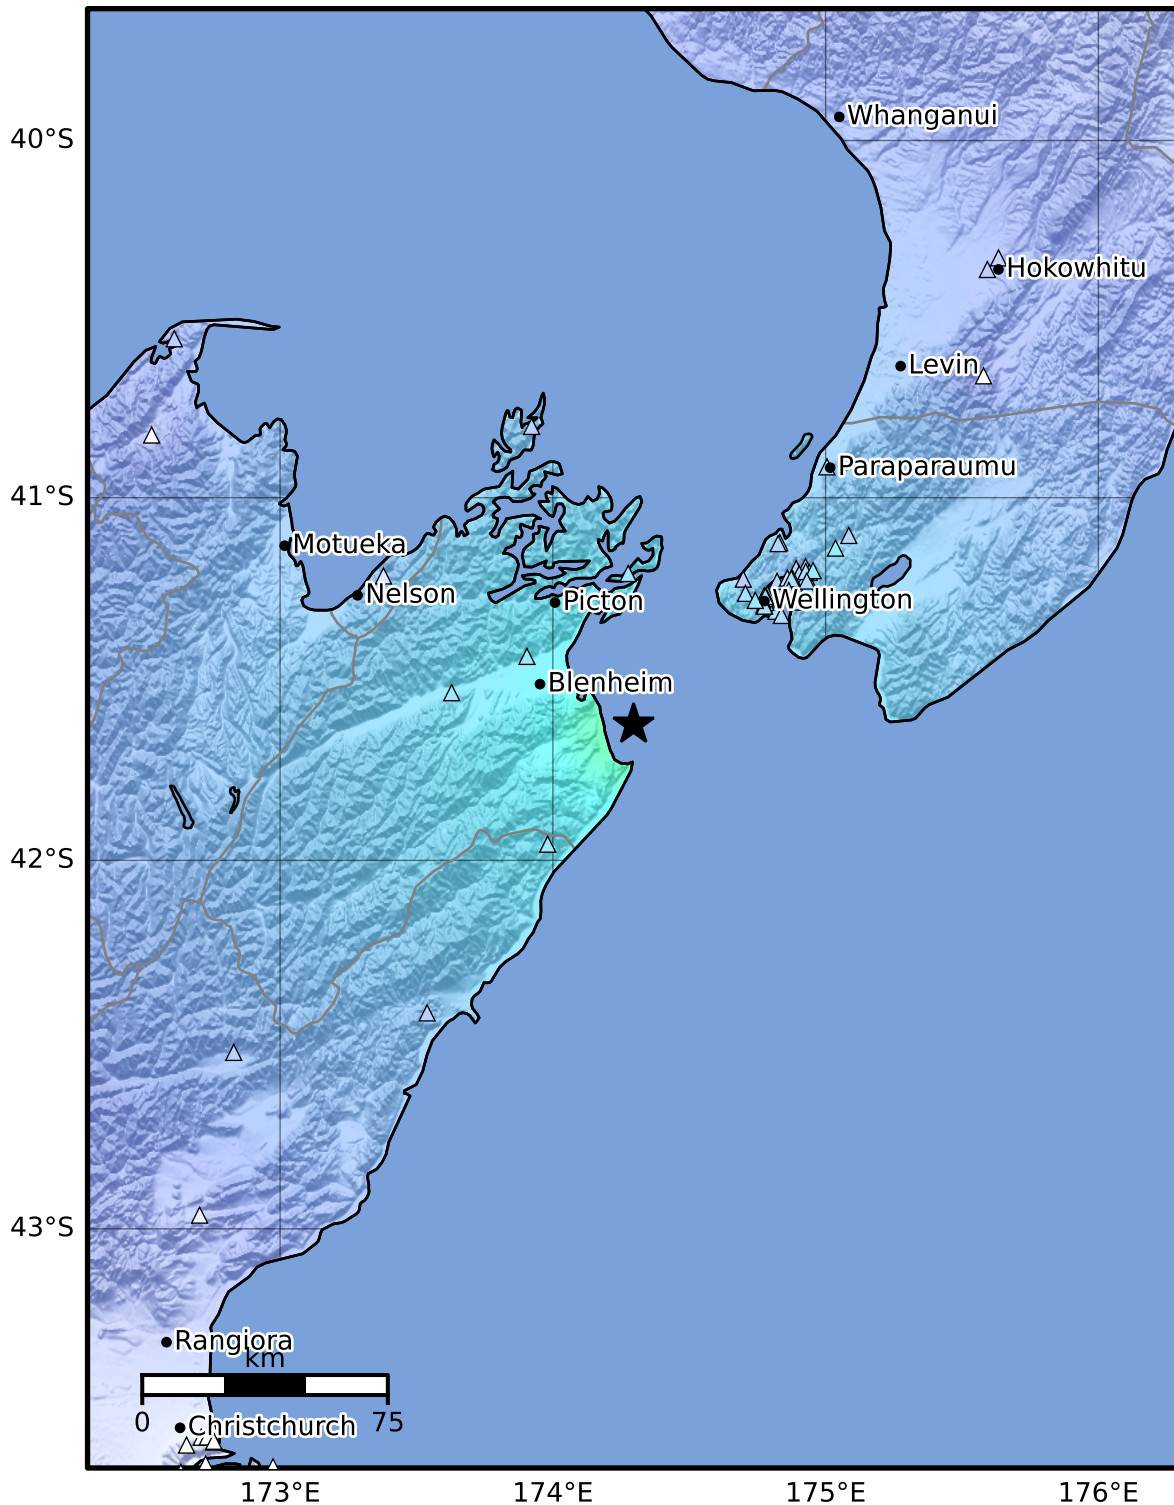 Whanganui
40°S
Hokowhitu
Levin
Paraparaumu
41°S
Motueka
Nelson
Picton
Wellington
Blenheim
42°S
43°S
Rangiora
km
0
75
Christchurch
173°E
174°E
175°E
176°E